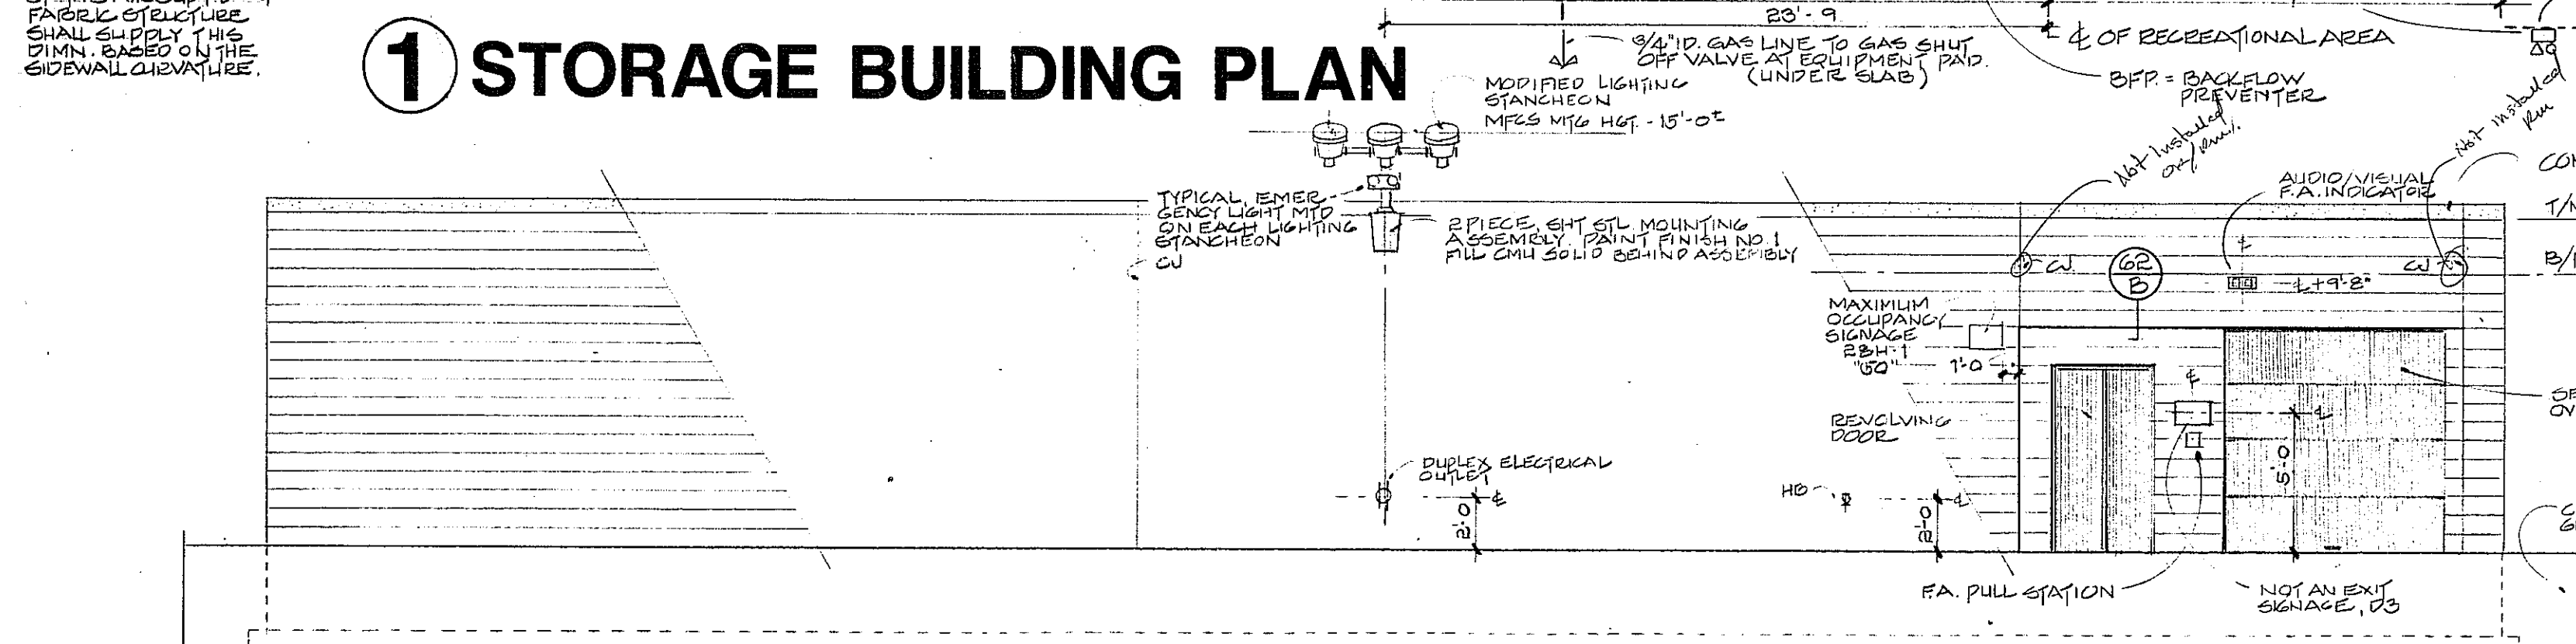 FABRIC STRUCTURE
SHALL SUPPLY THIS
DIMN. BASED ON THE
SIDEWALL CURVATURE.
1 STORAGE BUILDING PLAN
23'-9
3/4" I.D. GAS LINE TO GAS SHUT
OFF VALVE AT EQUIPMENT PAD.
(UNDER SLAB)
℄ OF RECREATIONAL AREA
BFP. = BACKFLOW
PREVENTER
MODIFIED LIGHTING
STANCHEON
MFGS MTG HGT. - 15'-0±
Not Installed
Not Installed
RM
TYPICAL, EMER-
GENCY LIGHT MTD
ON EACH LIGHTING
STANCHEON
CJ
2 PIECE, SHT STL MOUNTING
ASSEMBLY. PAINT FINISH NO. 1
FILL CMU SOLID BEHIND ASSEMBLY
AUDIO/VISUAL
F.A. INDICATOR
℄
CJ.
62
B
℄+9'-8"
CJ
T/
B/
MAXIMUM
OCCUPANCY
SIGNAGE
28H-1
1'-0
REVOLVING
DOOR
℄
℄
5'-0
DUPLEX ELECTRICAL
OUTLET
℄
2'-0
HB
℄
2'-0
F.A. PULL STATION
NOT AN EXIT
SIGNAGE, D3